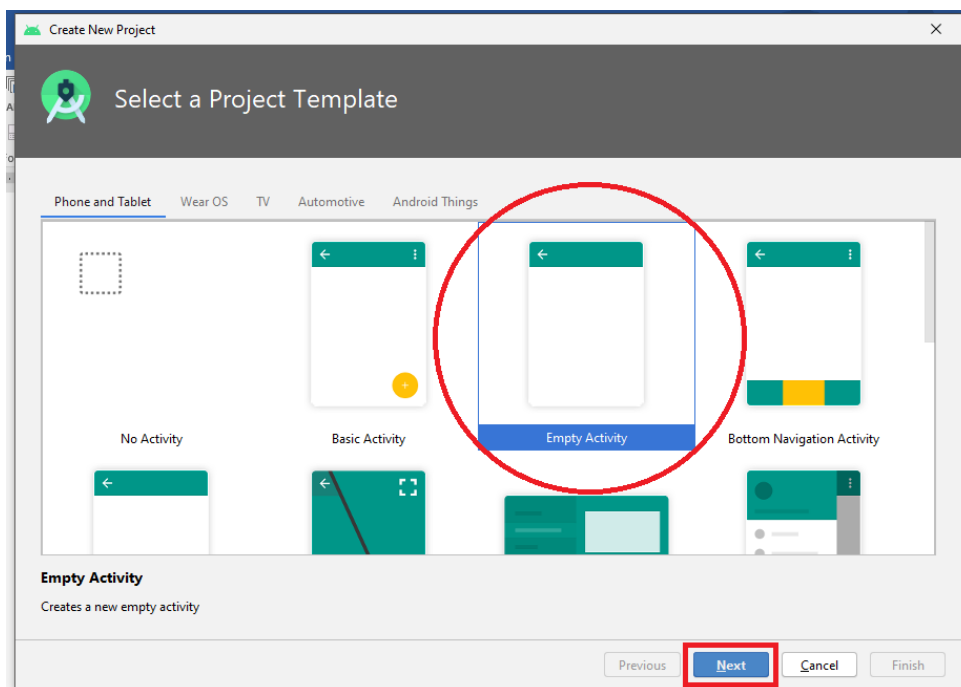 Create New Project
Select a Project Template
Phone and Tablet Wear OS TV Automotive Android Things
No Activity Basic Activity Empty Activity Bottom Navigation Activity
Empty Activity
Creates a new empty activity
Previous Next Cancel Finish